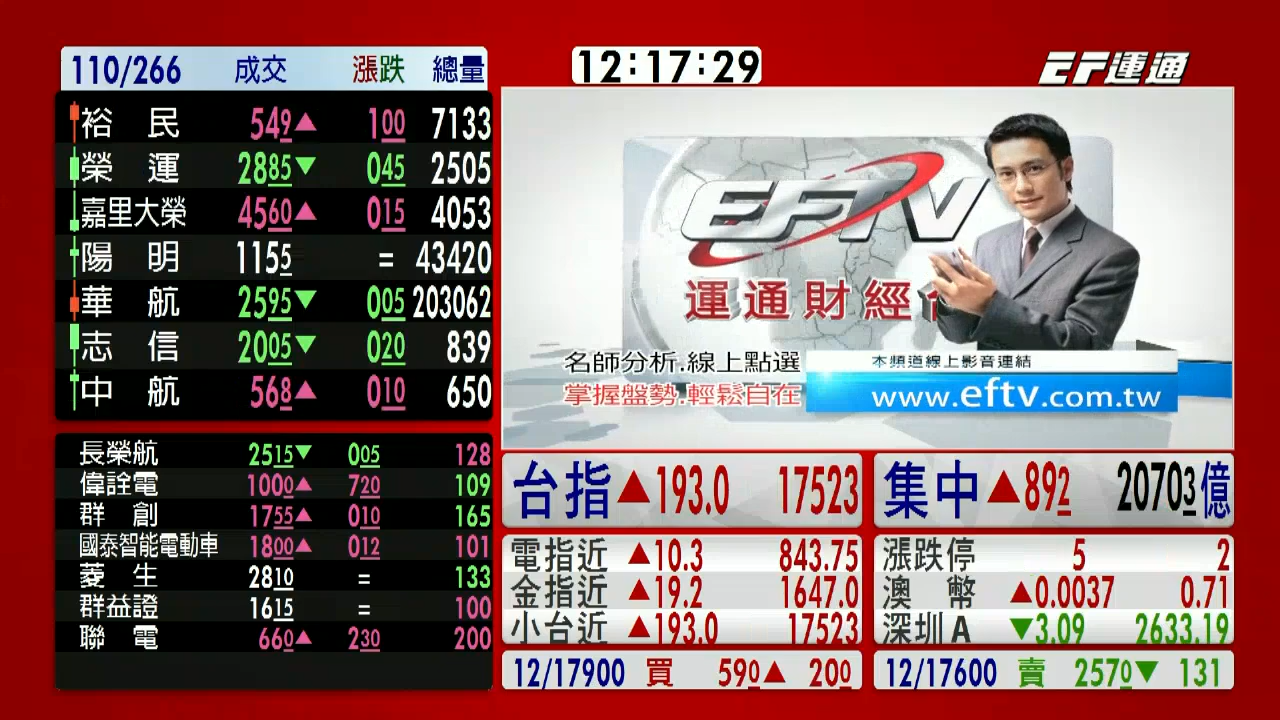 110/266 成交 漲跌 總量
12:17:29
EF運通
裕民 549▲ 100 7133
榮運 2885▼ 045 2505
嘉里大榮 4560▲ 015 4053
陽明 1155 = 43420
華航 2595▼ 005 203062
志信 2005▼ 020 839
中航 568▲ 010 650
長榮航 2515▼ 005 128
偉詮電 1000▲ 720 109
群創 1755▲ 010 165
國泰智能電動車 1800▲ 012 101
菱生 2810 = 133
群益證 1615 = 100
聯電 660▲ 230 200
EFTV
運通財經台
名師分析.線上點選
掌握盤勢.輕鬆自在
本頻道線上影音連結
www.eftv.com.tw
台指▲193.0 17523
集中▲892 20703億
電指近 ▲10.3 843.75
金指近 ▲19.2 1647.0
小台近 ▲193.0 17523
漲跌停 5 2
澳幣 ▲0.0037 0.71
深圳A ▼3.09 2633.19
12/17900 買 590▲ 200
12/17600 賣 2570▼ 131